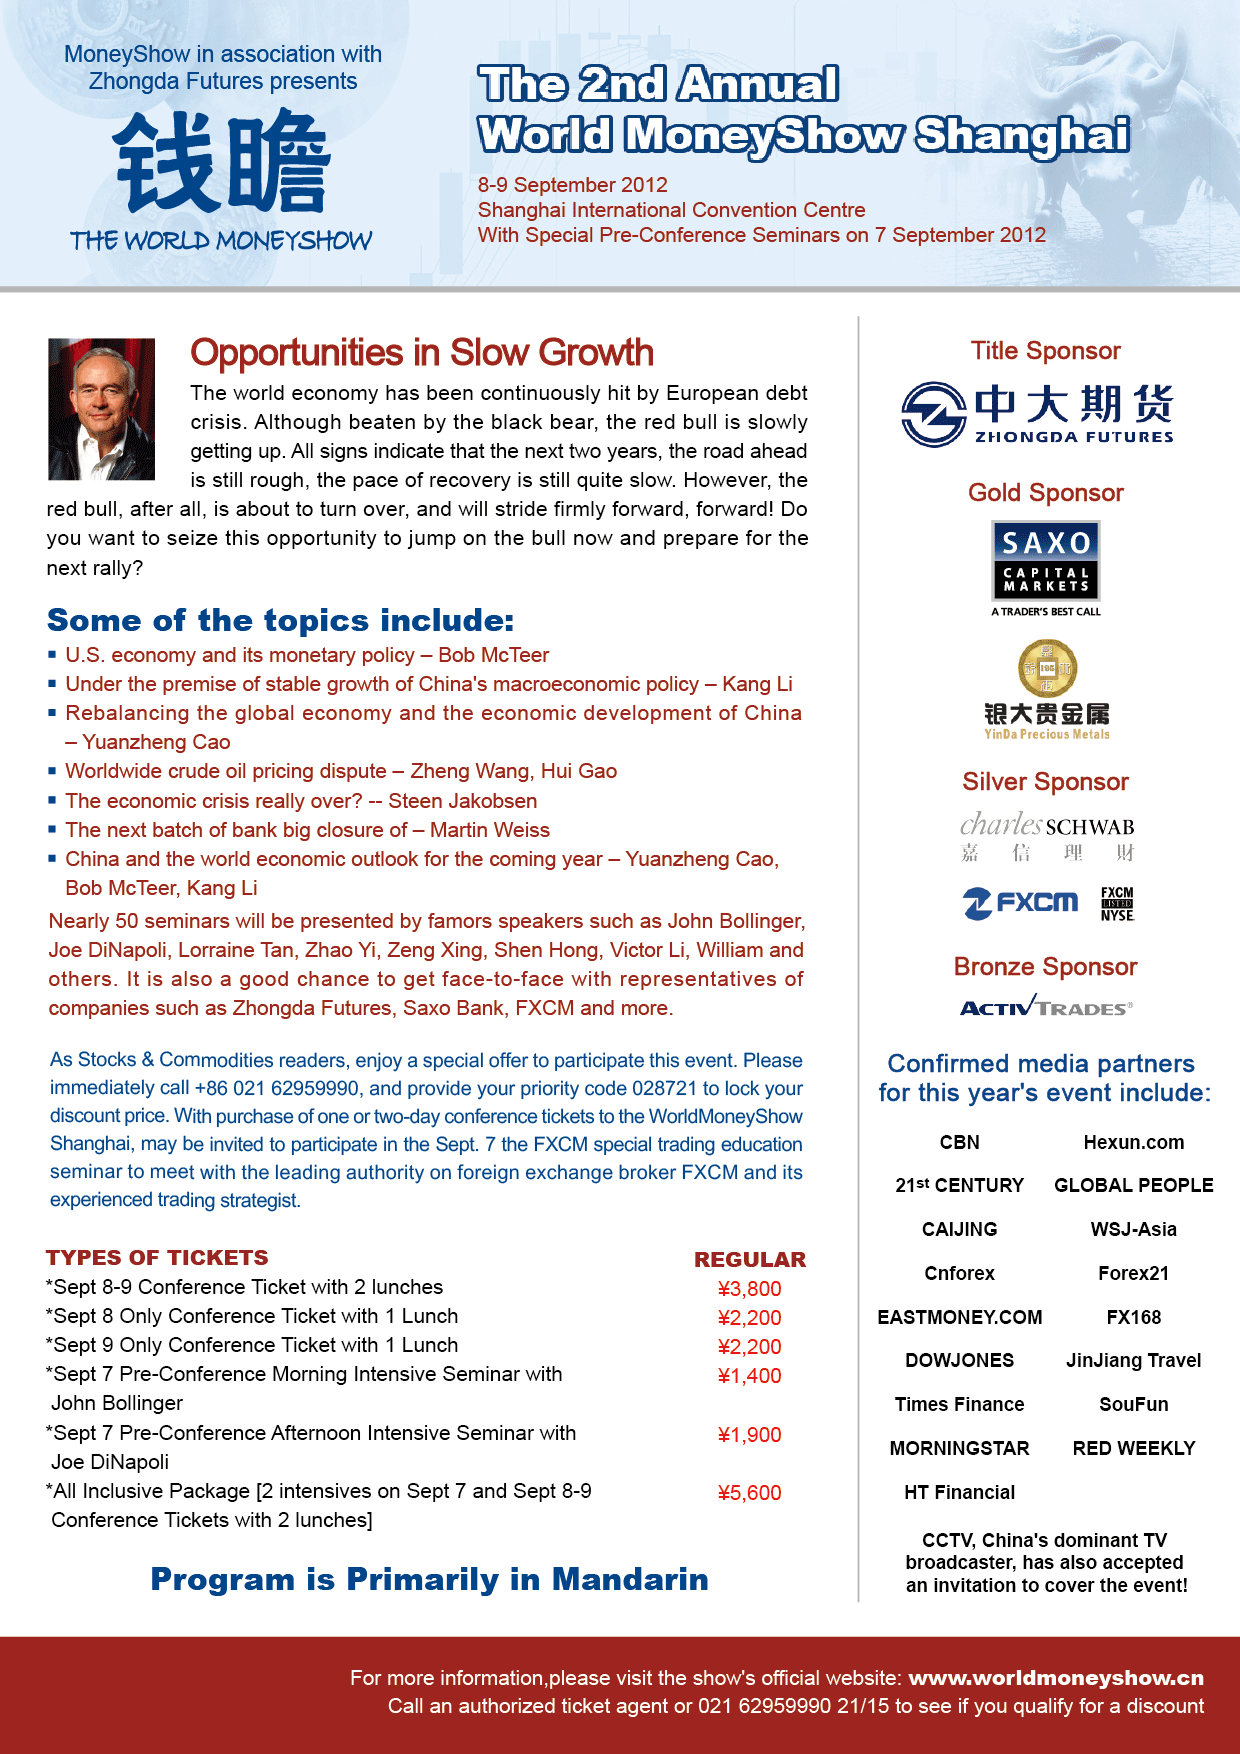 MoneyShow in association with
Zhongda Futures presents
钱瞻
THE WORLD MONEYSHOW
The 2nd Annual
World MoneyShow Shanghai
8-9 September 2012
Shanghai International Convention Centre
With Special Pre-Conference Seminars on 7 September 2012
Opportunities in Slow Growth
The world economy has been continuously hit by European debt
crisis. Although beaten by the black bear, the red bull is slowly
getting up. All signs indicate that the next two years, the road ahead
is still rough, the pace of recovery is still quite slow. However, the
red bull, after all, is about to turn over, and will stride firmly forward, forward! Do
you want to seize this opportunity to jump on the bull now and prepare for the
next rally?
Some of the topics include:
▪ U.S. economy and its monetary policy – Bob McTeer
▪ Under the premise of stable growth of China's macroeconomic policy – Kang Li
▪ Rebalancing the global economy and the economic development of China
– Yuanzheng Cao
▪ Worldwide crude oil pricing dispute – Zheng Wang, Hui Gao
▪ The economic crisis really over? -- Steen Jakobsen
▪ The next batch of bank big closure of – Martin Weiss
▪ China and the world economic outlook for the coming year – Yuanzheng Cao,
Bob McTeer, Kang Li
Nearly 50 seminars will be presented by famors speakers such as John Bollinger,
Joe DiNapoli, Lorraine Tan, Zhao Yi, Zeng Xing, Shen Hong, Victor Li, William and
others. It is also a good chance to get face-to-face with representatives of
companies such as Zhongda Futures, Saxo Bank, FXCM and more.
As Stocks & Commodities readers, enjoy a special offer to participate this event. Please
immediately call +86 021 62959990, and provide your priority code 028721 to lock your
discount price. With purchase of one or two-day conference tickets to the WorldMoneyShow
Shanghai, may be invited to participate in the Sept. 7 the FXCM special trading education
seminar to meet with the leading authority on foreign exchange broker FXCM and its
experienced trading strategist.
TYPES OF TICKETS REGULAR
*Sept 8-9 Conference Ticket with 2 lunches ¥3,800
*Sept 8 Only Conference Ticket with 1 Lunch ¥2,200
*Sept 9 Only Conference Ticket with 1 Lunch ¥2,200
*Sept 7 Pre-Conference Morning Intensive Seminar with ¥1,400
John Bollinger
*Sept 7 Pre-Conference Afternoon Intensive Seminar with ¥1,900
Joe DiNapoli
*All Inclusive Package [2 intensives on Sept 7 and Sept 8-9 ¥5,600
Conference Tickets with 2 lunches]
Program is Primarily in Mandarin
Title Sponsor
中大期货
ZHONGDA FUTURES
Gold Sponsor
SAXO
CAPITAL
MARKETS
A TRADER'S BEST CALL
银大贵金属
YinDa Precious Metals
Silver Sponsor
charles SCHWAB
嘉信理財
FXCM FXCM
LISTED
NYSE
Bronze Sponsor
ACTIVTRADES®
Confirmed media partners
for this year's event include:
CBN Hexun.com
21st CENTURY GLOBAL PEOPLE
CAIJING WSJ-Asia
Cnforex Forex21
EASTMONEY.COM FX168
DOWJONES JinJiang Travel
Times Finance SouFun
MORNINGSTAR RED WEEKLY
HT Financial
CCTV, China's dominant TV
broadcaster, has also accepted
an invitation to cover the event!
For more information,please visit the show's official website: www.worldmoneyshow.cn
Call an authorized ticket agent or 021 62959990 21/15 to see if you qualify for a discount